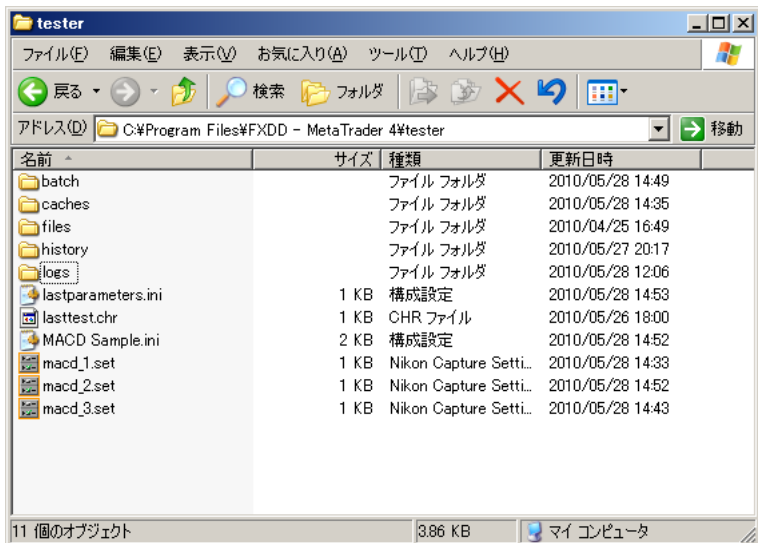 tester
ファイル(F) 編集(E) 表示(V) お気に入り(A) ツール(T) ヘルプ(H)
戻る 検索 フォルダ
アドレス(D) C:¥Program Files¥FXDD - MetaTrader 4¥tester 移動
名前 サイズ 種類 更新日時
batch ファイル フォルダ 2010/05/28 14:49
caches ファイル フォルダ 2010/05/28 14:35
files ファイル フォルダ 2010/04/25 16:49
history ファイル フォルダ 2010/05/27 20:17
logs ファイル フォルダ 2010/05/28 12:06
lastparameters.ini 1 KB 構成設定 2010/05/28 14:53
lasttest.chr 1 KB CHR ファイル 2010/05/26 18:00
MACD Sample.ini 2 KB 構成設定 2010/05/28 14:52
macd_1.set 1 KB Nikon Capture Setti... 2010/05/28 14:33
macd_2.set 1 KB Nikon Capture Setti... 2010/05/28 14:52
macd_3.set 1 KB Nikon Capture Setti... 2010/05/28 14:43
11 個のオブジェクト 3.86 KB マイ コンピュータ